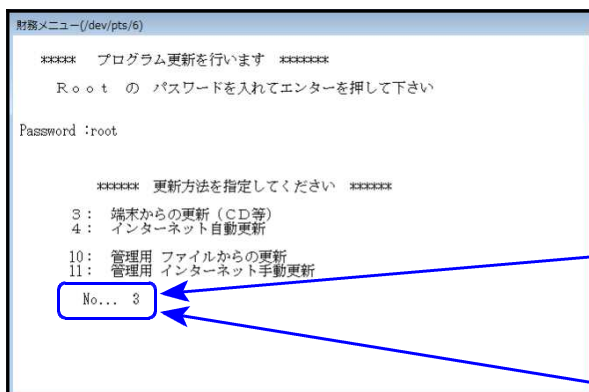 財務メニュー(/dev/pts/6)
***** プログラム更新を行います *******
Ｒｏｏｔ の パスワードを入れてエンターを押して下さい
Password :root
****** 更新方法を指定してください ******
3： 端末からの更新（ＣＤ等）
4： インターネット自動更新
10： 管理用 ファイルからの更新
11： 管理用 インターネット手動更新
No... 3